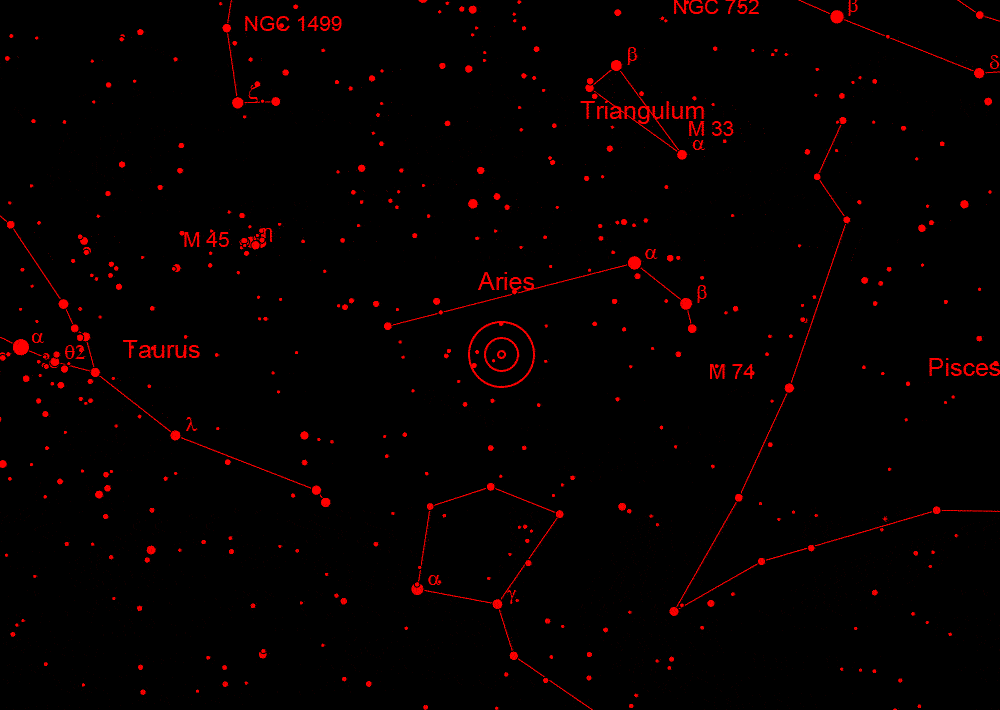 NGC 1499
NGC 752
β
β
δ
ζ
Triangulum
M 33
α
M 45
η
α
Aries
β
α
θ2
Taurus
M 74
Pisces
λ
α
γ